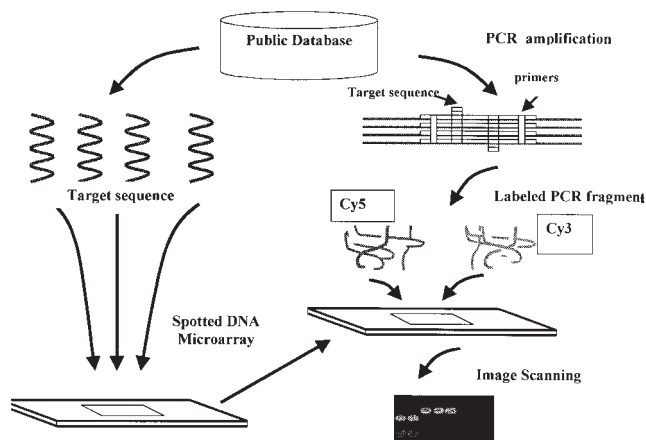 Public Database
PCR amplification
primers
Target sequence
Target sequence
Labeled PCR fragment
Cy5
Cy3
Spotted DNA
Microarray
Image Scanning